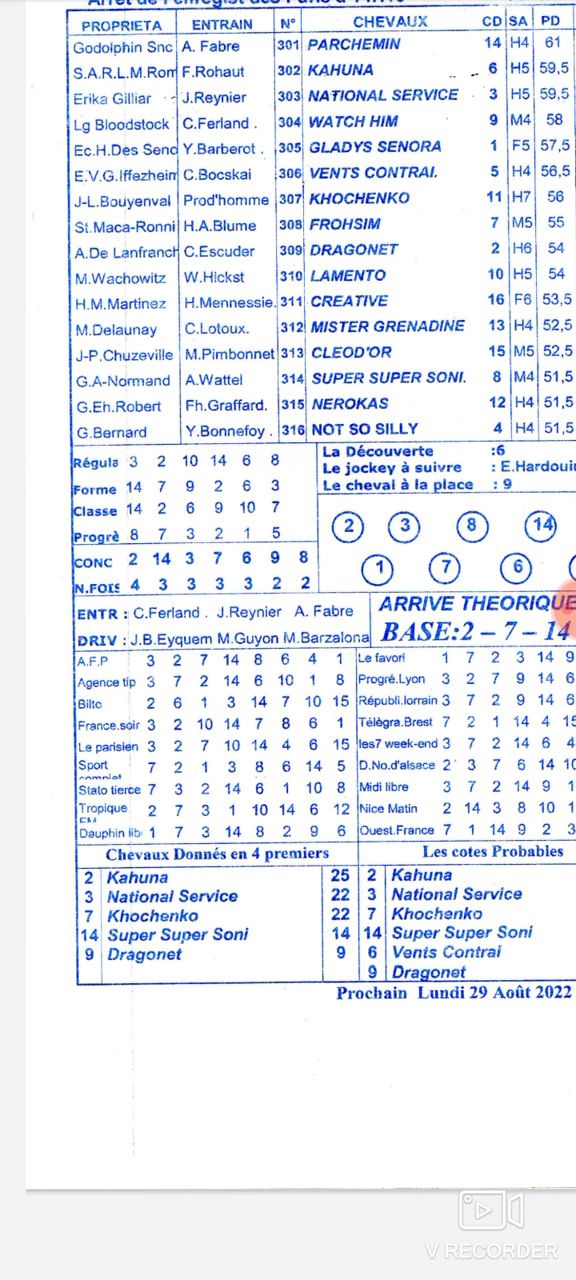 Arrêt de l'enregist des Paris à 11H10
PROPRIETA ENTRAIN N° CHEVAUX CD SA PD
Godolphin Snc A. Fabre 301 PARCHEMIN 14 H4 61
S.A.R.L.M.Rom F.Rohaut 302 KAHUNA 6 H5 59,5
Erika Gilliar J.Reynier 303 NATIONAL SERVICE 3 H5 59,5
Lg Bloodstock C.Ferland . 304 WATCH HIM 9 M4 58
Ec.H.Des Send Y.Barberot . 305 GLADYS SENORA 1 F5 57,5
E.V.G.Iffezheim C.Bocskai 306 VENTS CONTRAI. 5 H4 56,5
J-L.Bouyenval Prod'homme 307 KHOCHENKO 11 H7 56
St.Maca-Ronni H.A.Blume 308 FROHSIM 7 M5 55
A.De Lanfranch C.Escuder 309 DRAGONET 2 H6 54
M.Wachowitz W.Hickst 310 LAMENTO 10 H5 54
H.M.Martinez H.Mennessie. 311 CREATIVE 16 F6 53,5
M.Delaunay C.Lotoux. 312 MISTER GRENADINE 13 H4 52,5
J-P.Chuzeville M.Pimbonnet 313 CLEOD'OR 15 M5 52,5
G.A-Normand A.Wattel 314 SUPER SUPER SONI. 8 M4 51,5
G.Eh.Robert Fh.Graffard. 315 NEROKAS 12 H4 51,5
G.Bernard Y.Bonnefoy . 316 NOT SO SILLY 4 H4 51,5
Régula 3 2 10 14 6 8
Forme 14 7 9 2 6 3
Classe 14 2 6 9 10 7
Progrè 8 7 3 2 1 5
CONC 2 14 3 7 6 9 8
N.FOIS 4 3 3 3 3 2 2
La Découverte :6
Le jockey à suivre : E.Hardouin
Le cheval à la place : 9
2 3 8 14
1 7 6
ENTR : C.Ferland . J.Reynier A. Fabre
DRIV : J.B.Eyquem M.Guyon M.Barzalona
ARRIVE THEORIQUE
BASE:2 – 7 – 14
A.F.P 3 2 7 14 8 6 4 1
Agence tip 3 7 2 14 6 10 1 8
Bilto 2 6 1 3 14 7 10 15
France.soir 3 2 10 14 7 8 6 1
Le parisien 3 2 7 10 14 4 6 15
Sport 7 2 1 3 8 6 14 5
complet
Stato tierce 7 3 2 14 6 1 10 8
Tropique 2 7 3 1 10 14 6 12
FM
Dauphin lib 1 7 3 14 8 2 9 6
Le favori 1 7 2 3 14 9
Progré.Lyon 3 2 7 9 14 6
Républi.lorrain 3 7 2 9 14 6
Télègra.Brest 7 2 1 14 4 15
les7 week-end 3 7 2 14 6 4
D.No.d'alsace 2 3 7 6 14 10
Midi libre 3 7 2 14 9 1
Nice Matin 2 14 3 8 10 1
Ouest.France 7 1 14 9 2 3
Chevaux Donnés en 4 premiers
2 Kahuna 25
3 National Service 22
7 Khochenko 22
14 Super Super Soni 14
9 Dragonet 9
Les cotes Probables
2 Kahuna
3 National Service
7 Khochenko
14 Super Super Soni
6 Vents Contrai
9 Dragonet
Prochain Lundi 29 Août 2022
V RECORDER